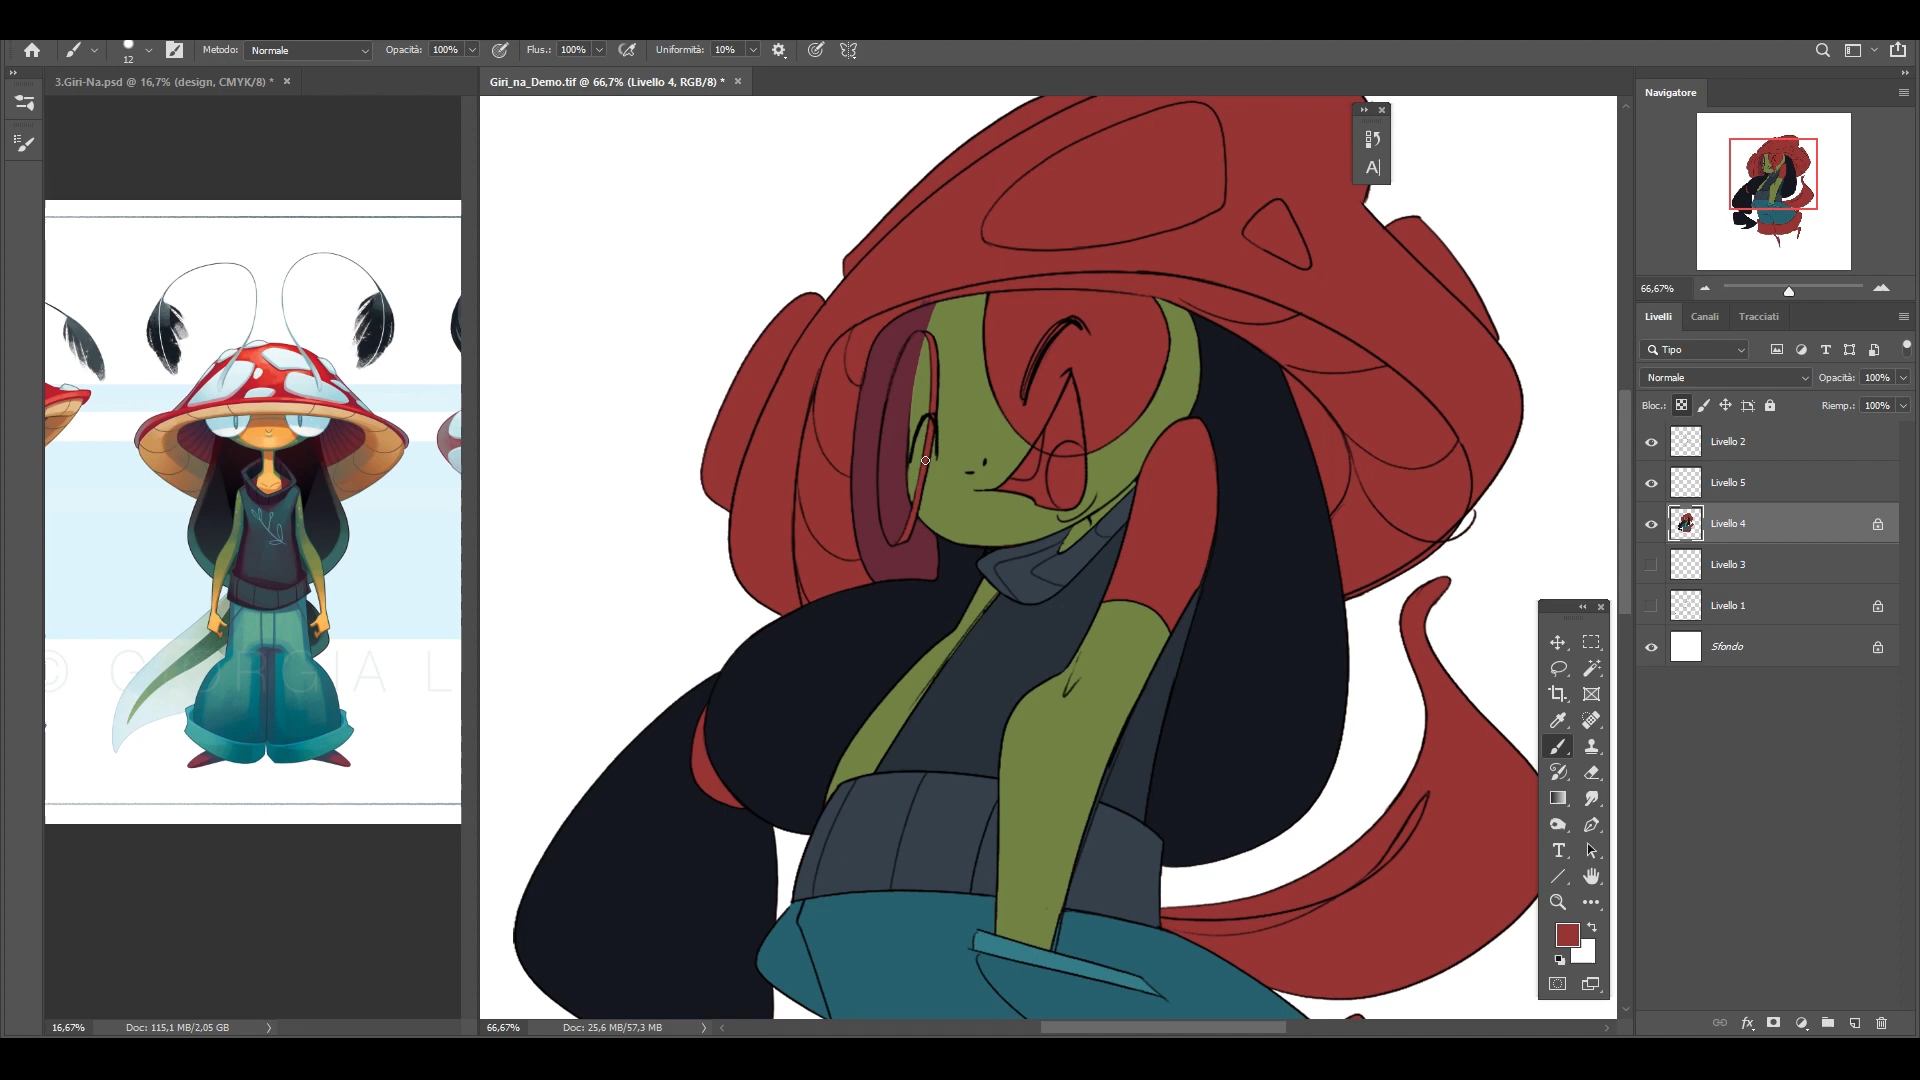 12
Metodo: Normale
Opacità: 100%
Flus.: 100%
Uniformità: 10%
3.Giri-Na.psd @ 16,7% (design, CMYK/8) *
Giri_na_Demo.tif @ 66,7% (Livello 4, RGB/8) *
Navigatore
66,67%
Livelli Canali Tracciati
Tipo
Normale Opacità: 100%
Bloc.: Riemp.: 100%
Livello 2
Livello 5
Livello 4
Livello 3
Livello 1
Sfondo
© GIORGIA L
16,67% Doc: 115,1 MB/2,05 GB
66,67% Doc: 25,6 MB/57,3 MB